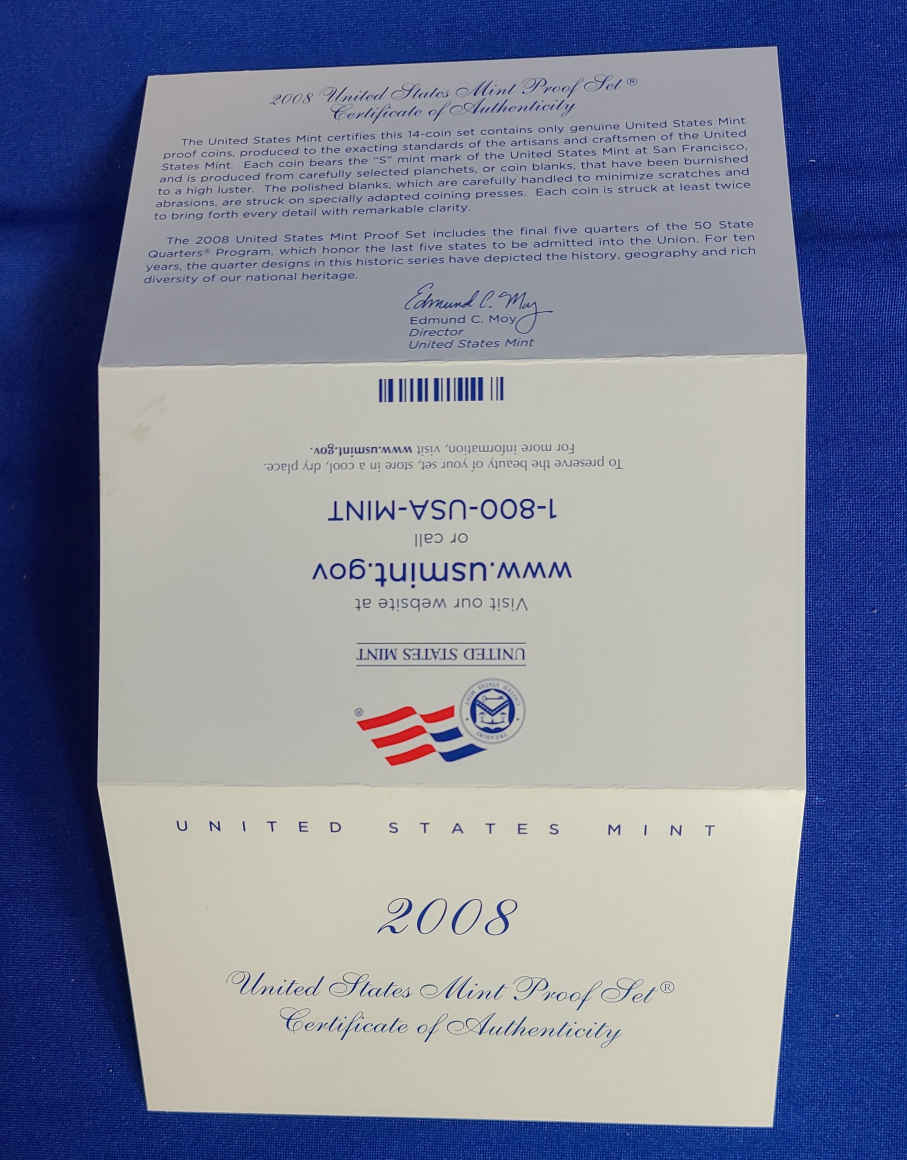 2008 United States Mint Proof Set®
Certificate of Authenticity
The United States Mint certifies this 14-coin set contains only genuine United States Mint
proof coins, produced to the exacting standards of the artisans and craftsmen of the United
States Mint. Each coin bears the “S” mint mark of the United States Mint at San Francisco,
and is produced from carefully selected planchets, or coin blanks, that have been burnished
to a high luster. The polished blanks, which are carefully handled to minimize scratches and
abrasions, are struck on specially adapted coining presses. Each coin is struck at least twice
to bring forth every detail with remarkable clarity.
The 2008 United States Mint Proof Set includes the final five quarters of the 50 State
Quarters® Program, which honor the last five states to be admitted into the Union. For ten
years, the quarter designs in this historic series have depicted the history, geography and rich
diversity of our national heritage.
Edmund C. Moy
Edmund C. Moy
Director
United States Mint
®
UNITED STATES MINT
Visit our website at
www.usmint.gov
or call
1-800-USA-MINT
To preserve the beauty of your set, store in a cool, dry place.
For more information, visit www.usmint.gov.
UNITED STATES MINT
2008
United States Mint Proof Set®
Certificate of Authenticity